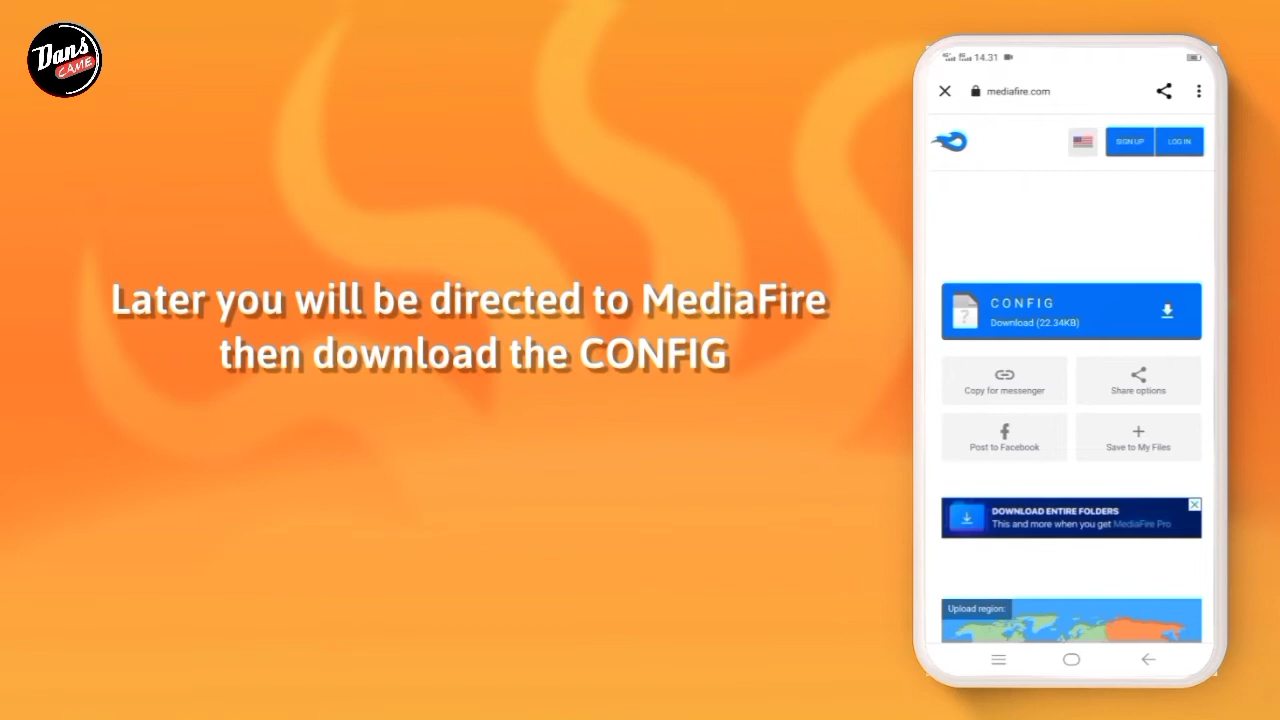 Dans
CAME
Later you will be directed to MediaFire
then download the CONFIG
14.31
mediafire.com
SIGN UP
LOG IN
CONFIG
Download (22.34KB)
Copy for messenger
Share options
Post to Facebook
Save to My Files
DOWNLOAD ENTIRE FOLDERS
This and more when you get MediaFire Pro
Upload region: